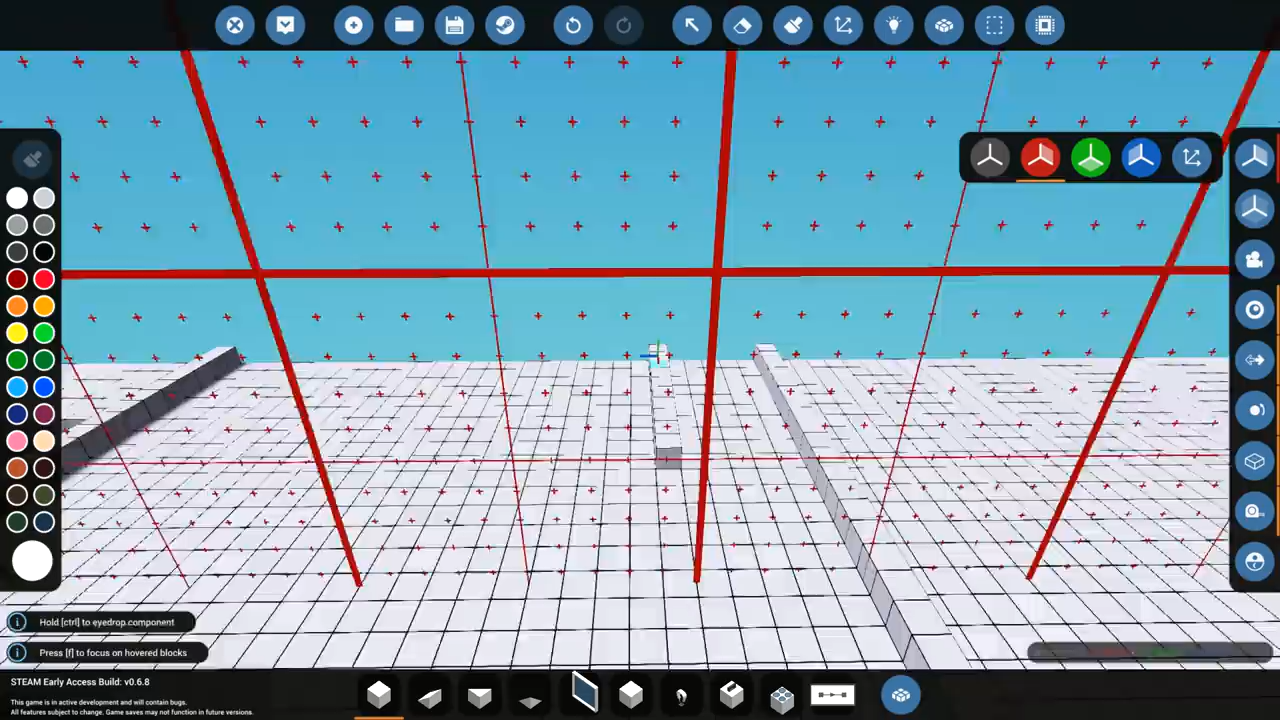 Hold [ctrl] to eyedrop component
Press [f] to focus on hovered blocks
STEAM Early Access Build: v0.6.8
This game is in active development and will contain bugs.
All features subject to change. Game saves may not function in future versions.